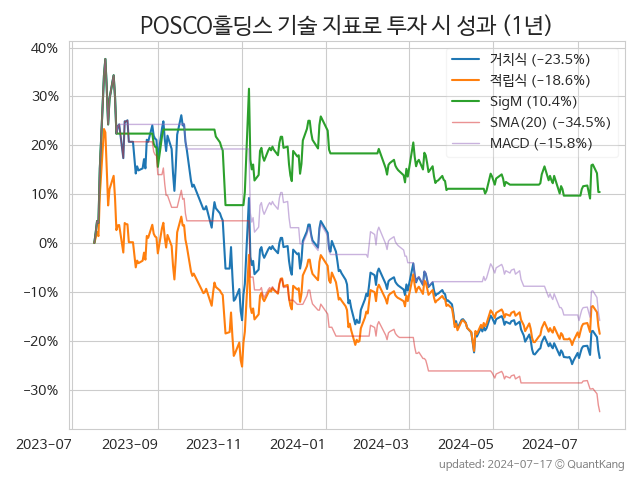 POSCO홀딩스 기술 지표로 투자 시 성과 (1년)
거치식 (−23.5%)
적립식 (−18.6%)
SigM (10.4%)
SMA(20) (−34.5%)
MACD (−15.8%)
40%
30%
20%
10%
0%
−10%
−20%
−30%
2023-07 2023-09 2023-11 2024-01 2024-03 2024-05 2024-07
updated: 2024-07-17 © QuantKang